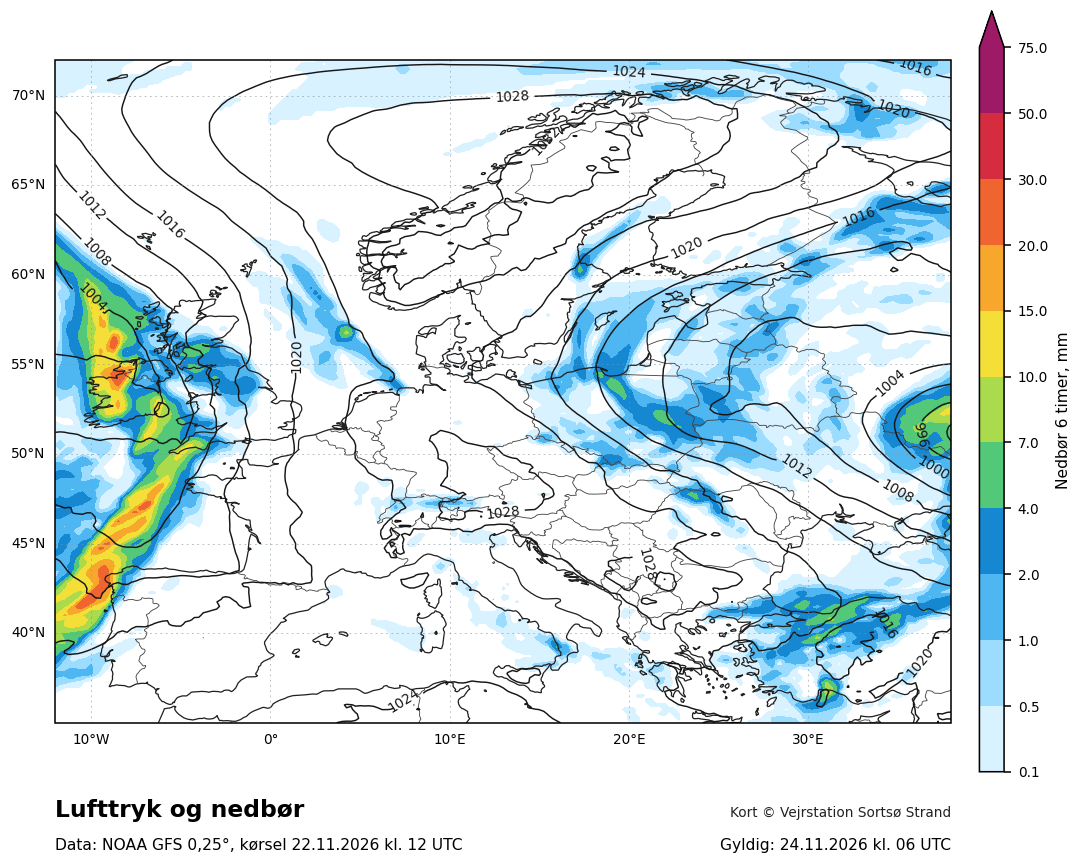 75.0
50.0
30.0
20.0
15.0
10.0
7.0
4.0
2.0
1.0
0.5
0.1
Nedbør 6 timer, mm
70°N
65°N
60°N
55°N
50°N
45°N
40°N
10°W
0°
10°E
20°E
30°E
1016
1024
1028
1020
1012
1016
1016
1008
1020
1004
1020
1004
996
1000
1012
1008
1028
1028
1016
1020
1024
Lufttryk og nedbør
Kort © Vejrstation Sortsø Strand
Data: NOAA GFS 0,25°, kørsel 22.11.2026 kl. 12 UTC
Gyldig: 24.11.2026 kl. 06 UTC